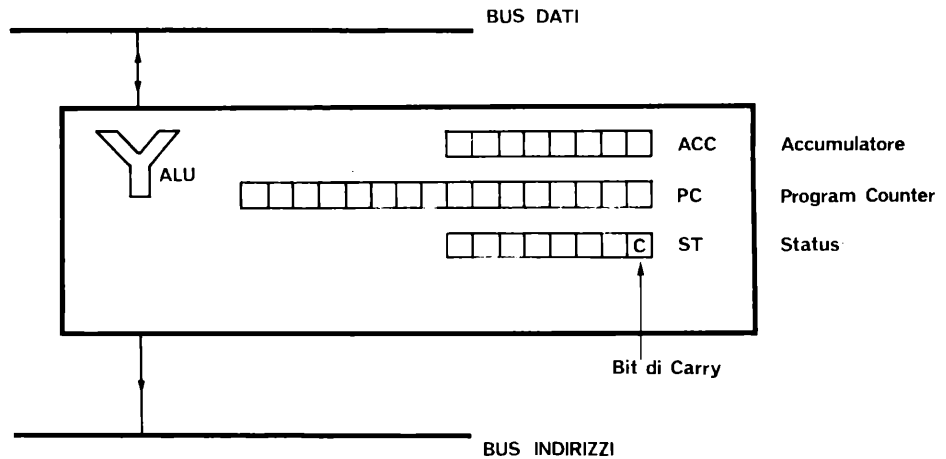 BUS DATI
ACC Accumulatore
ALU
PC Program Counter
C ST Status
Bit di Carry
BUS INDIRIZZI